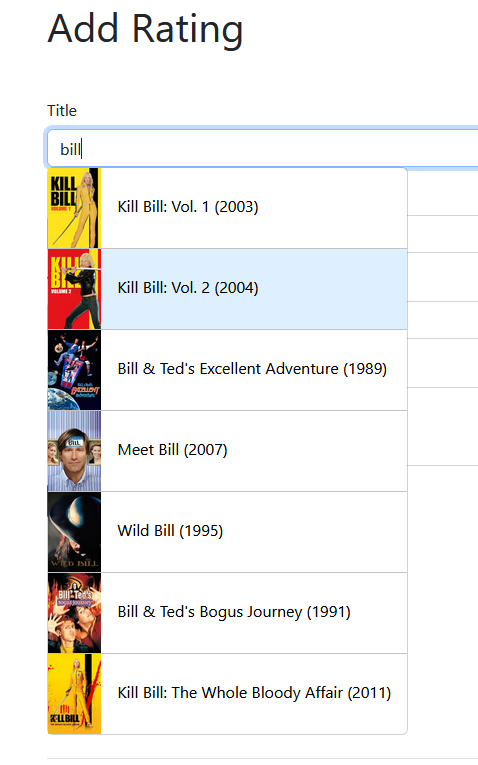 Add Rating
Title
bill
KILL
BILL
VOLUME 1
Kill Bill: Vol. 1 (2003)
KILL
BILL
VOLUME 2
Kill Bill: Vol. 2 (2004)
Bill & Ted's Excellent Adventure (1989)
BILL
Meet Bill (2007)
WILD BILL
Wild Bill (1995)
Bill & Ted's
BOGUS JOURNEY
Bill & Ted's Bogus Journey (1991)
KILL BILL
Kill Bill: The Whole Bloody Affair (2011)